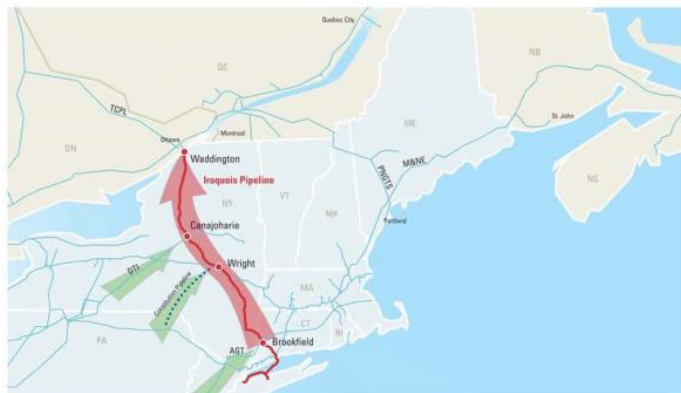 Quebec City
QC
NB
TCPL
St. John
Ottawa
Montreal
ME
ON
Waddington
M&NE
NS
Iroquois Pipeline
PNGTS
VT
NY
NH
Portland
Canajoharie
DTI
Wright
Constitution Pipeline
MA
PA
CT
RI
AGT
Brookfield